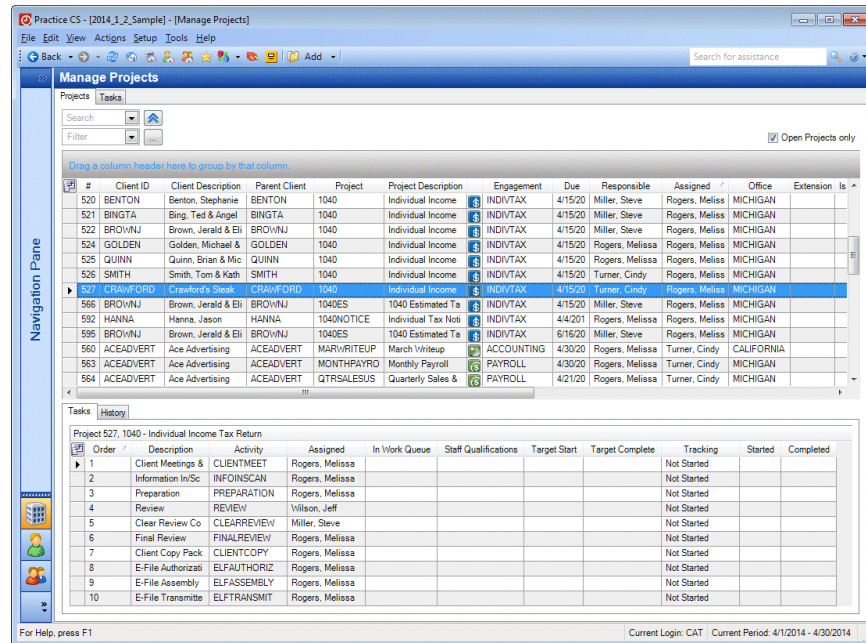 Practice CS - [2014_1_2_Sample] - [Manage Projects]
File Edit View Actions Setup Tools Help
Back Add Search for assistance
Manage Projects
Projects Tasks
Search
Filter ... Open Projects only
Drag a column header here to group by that column.
# Client ID Client Description Parent Client Project Project Description Engagement Due Responsible Assigned Office Extension Is
520 BENTON Benton, Stephanie BENTON 1040 Individual Income INDIVTAX 4/15/20 Miller, Steve Rogers, Meliss MICHIGAN
521 BINGTA Bing, Ted & Angel BINGTA 1040 Individual Income INDIVTAX 4/15/20 Miller, Steve Rogers, Meliss MICHIGAN
522 BROWNJ Brown, Jerald & Eli BROWNJ 1040 Individual Income INDIVTAX 4/15/20 Miller, Steve Rogers, Meliss MICHIGAN
524 GOLDEN Golden, Michael & GOLDEN 1040 Individual Income INDIVTAX 4/15/20 Rogers, Melissa Rogers, Meliss MICHIGAN
525 QUINN Quinn, Brian & Mic QUINN 1040 Individual Income INDIVTAX 4/15/20 Rogers, Melissa Rogers, Meliss MICHIGAN
526 SMITH Smith, Tom & Kath SMITH 1040 Individual Income INDIVTAX 4/15/20 Turner, Cindy Rogers, Meliss MICHIGAN
527 CRAWFORD Crawford's Steak CRAWFORD 1040 Individual Income INDIVTAX 4/15/20 Turner, Cindy Rogers, Meliss MICHIGAN
566 BROWNJ Brown, Jerald & Eli BROWNJ 1040ES 1040 Estimated Ta INDIVTAX 4/15/20 Miller, Steve Rogers, Meliss MICHIGAN
592 HANNA Hanna, Jason HANNA 1040NOTICE Individual Tax Noti INDIVTAX 4/4/201 Rogers, Melissa Rogers, Meliss MICHIGAN
595 BROWNJ Brown, Jerald & Eli BROWNJ 1040ES 1040 Estimated Ta INDIVTAX 6/16/20 Miller, Steve Rogers, Meliss MICHIGAN
560 ACEADVERT Ace Advertising ACEADVERT MARWRITEUP March Writeup ACCOUNTING 4/30/20 Rogers, Melissa Turner, Cindy CALIFORNIA
563 ACEADVERT Ace Advertising ACEADVERT MONTHPAYRO Monthly Payroll PAYROLL 4/30/20 Rogers, Melissa Turner, Cindy MICHIGAN
564 ACEADVERT Ace Advertising ACEADVERT QTRSALESUS Quarterly Sales & PAYROLL 4/21/20 Rogers, Melissa Turner, Cindy MICHIGAN
Navigation Pane
Tasks History
Project 527, 1040 - Individual Income Tax Return
Order Description Activity Assigned In Work Queue Staff Qualifications Target Start Target Complete Tracking Started Completed
1 Client Meetings & CLIENTMEET Rogers, Melissa Not Started
2 Information In/Sc INFOINSCAN Rogers, Melissa Not Started
3 Preparation PREPARATION Rogers, Melissa Not Started
4 Review REVIEW Wilson, Jeff Not Started
5 Clear Review Co CLEARREVIEW Miller, Steve Not Started
6 Final Review FINALREVIEW Rogers, Melissa Not Started
7 Client Copy Pack CLIENTCOPY Rogers, Melissa Not Started
8 E-File Authorizati ELFAUTHORIZ Rogers, Melissa Not Started
9 E-File Assembly ELFASSEMBLY Rogers, Melissa Not Started
10 E-File Transmitte ELFTRANSMIT Rogers, Melissa Not Started
For Help, press F1 Current Login: CAT Current Period: 4/1/2014 - 4/30/2014